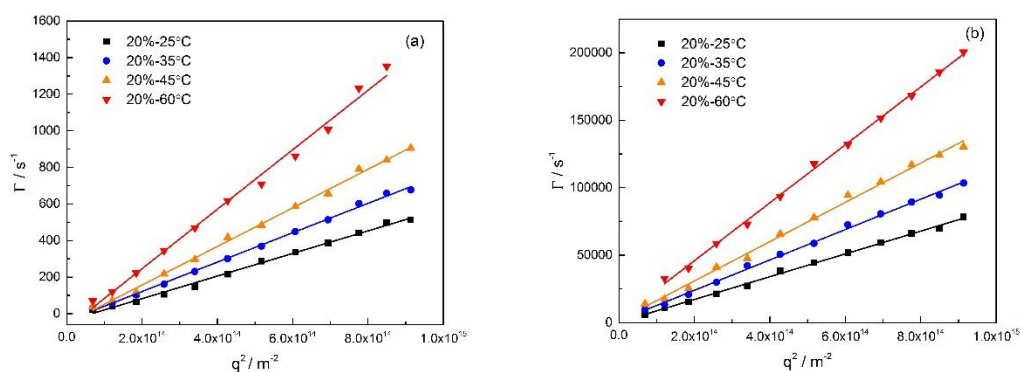 (a)
20%-25°C
20%-35°C
20%-45°C
20%-60°C
1600
1400
1200
1000
800
600
400
200
0
Γ / s⁻¹
0.0 2.0x10¹⁴ 4.0x10¹⁴ 6.0x10¹⁴ 8.0x10¹⁴ 1.0x10¹⁵
q² / m⁻²
(b)
20%-25°C
20%-35°C
20%-45°C
20%-60°C
200000
150000
100000
50000
0
Γ / s⁻¹
0.0 2.0x10¹⁴ 4.0x10¹⁴ 6.0x10¹⁴ 8.0x10¹⁴ 1.0x10¹⁵
q² / m⁻²